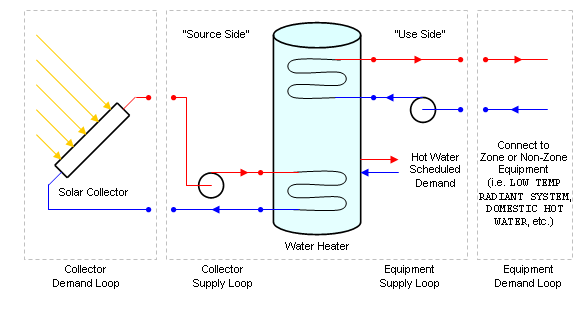 "Source Side"
"Use Side"
Solar Collector
Hot Water
Scheduled
Demand
Connect to
Zone or Non-Zone
Equipment
(i.e. LOW TEMP
RADIANT SYSTEM,
DOMESTIC HOT
WATER, etc.)
Water Heater
Collector
Demand Loop
Collector
Supply Loop
Equipment
Supply Loop
Equipment
Demand Loop